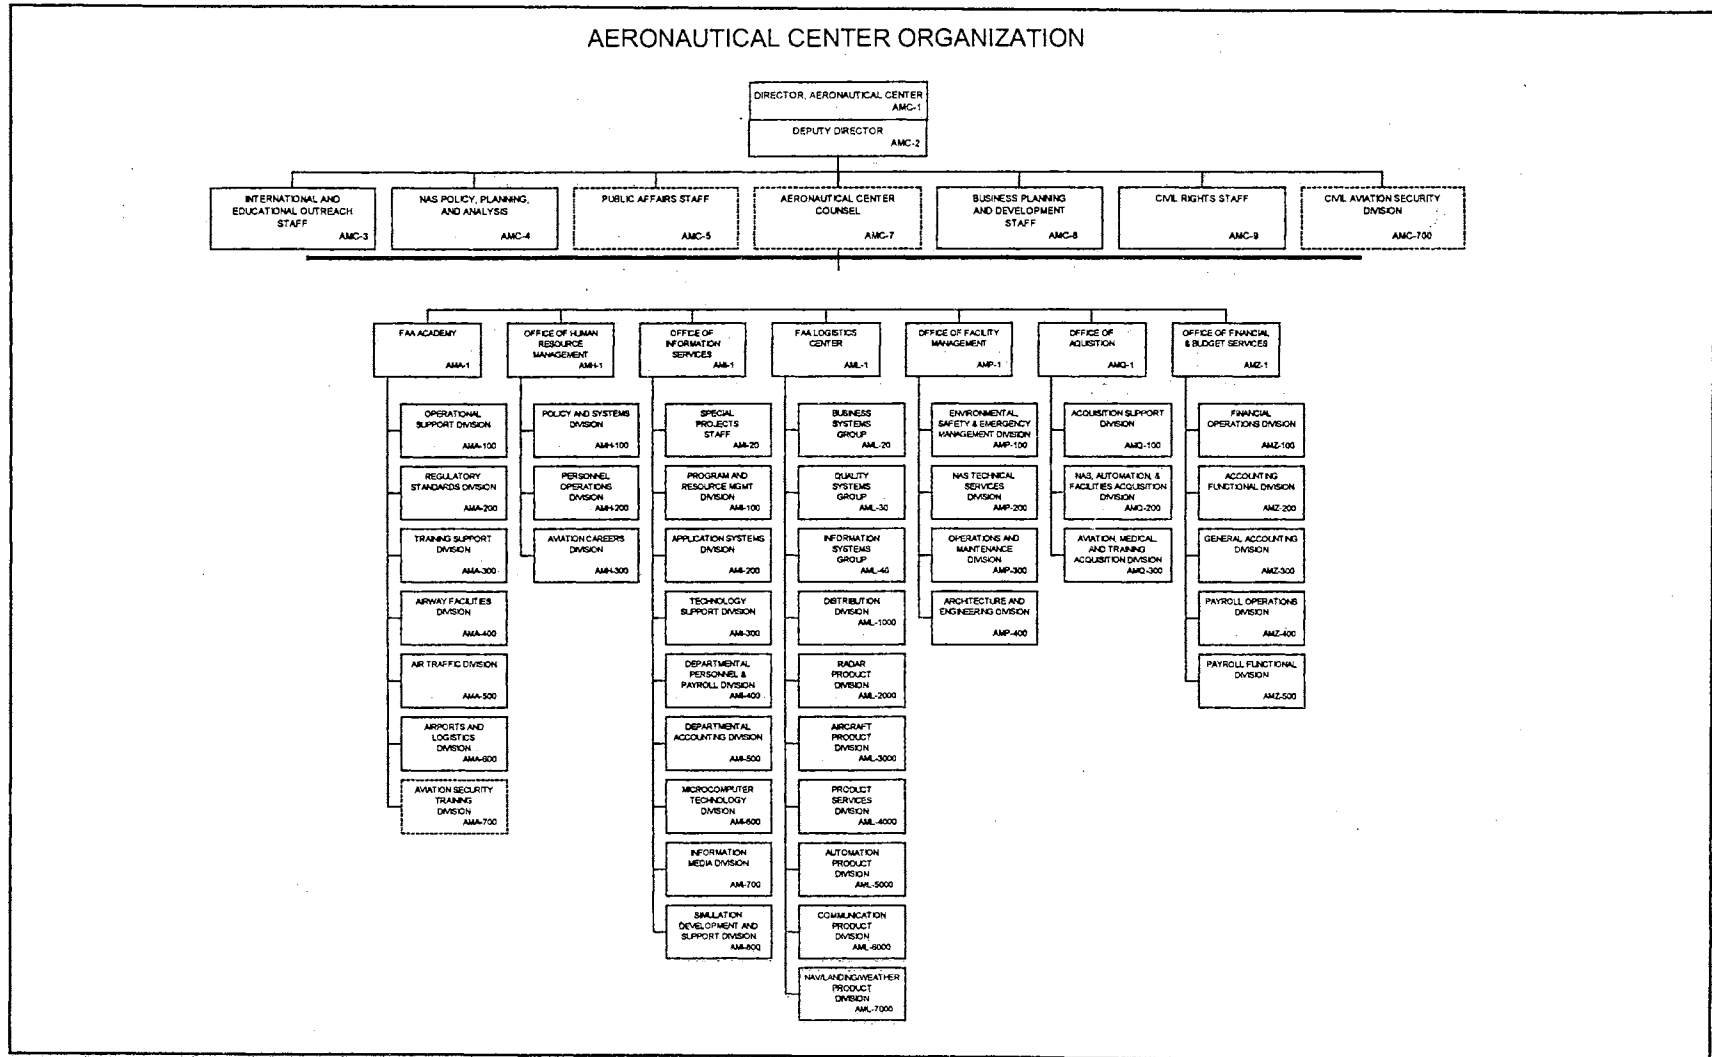 AERONAUTICAL CENTER ORGANIZATION
DIRECTOR, AERONAUTICAL CENTER
AMC-1
DEPUTY DIRECTOR
AMC-2
INTERNATIONAL AND
EDUCATIONAL OUTREACH
STAFF
AMC-3
NAS POLICY, PLANNING,
AND ANALYSIS
AMC-4
PUBLIC AFFAIRS STAFF
AMC-5
AERONAUTICAL CENTER
COUNSEL
AMC-7
BUSINESS PLANNING
AND DEVELOPMENT
STAFF
AMC-8
CIVIL RIGHTS STAFF
AMC-9
CIVIL AVIATION SECURITY
DIVISION
AMC-700
FAA ACADEMY
AMA-1
OPERATIONAL
SUPPORT DIVISION
AMA-100
REGULATORY
STANDARDS DIVISION
AMA-200
TRAINING SUPPORT
DIVISION
AMA-300
AIRWAY FACILITIES
DIVISION
AMA-400
AIR TRAFFIC DIVISION
AMA-500
AIRPORTS AND
LOGISTICS
DIVISION
AMA-600
AVIATION SECURITY
TRAINING
DIVISION
AMA-700
OFFICE OF HUMAN
RESOURCE
MANAGEMENT
AMH-1
POLICY AND SYSTEMS
DIVISION
AMH-100
PERSONNEL
OPERATIONS
DIVISION
AMH-200
AVIATION CAREERS
DIVISION
AMH-300
OFFICE OF
INFORMATION
SERVICES
AMI-1
SPECIAL
PROJECTS
STAFF
AMI-20
PROGRAM AND
RESOURCE MGMT
DIVISION
AMI-100
APPLICATION SYSTEMS
DIVISION
AMI-200
TECHNOLOGY
SUPPORT DIVISION
AMI-300
DEPARTMENTAL
PERSONNEL &
PAYROLL DIVISION
AMI-400
DEPARTMENTAL
ACCOUNTING DIVISION
AMI-500
MICROCOMPUTER
TECHNOLOGY
DIVISION
AMI-600
INFORMATION
MEDIA DIVISION
AMI-700
SIMULATION
DEVELOPMENT AND
SUPPORT DIVISION
AMI-800
FAA LOGISTICS
CENTER
AML-1
BUSINESS
SYSTEMS
GROUP
AML-20
QUALITY
SYSTEMS
GROUP
AML-30
INFORMATION
SYSTEMS
GROUP
AML-40
DISTRIBUTION
DIVISION
AML-1000
RADAR
PRODUCT
DIVISION
AML-2000
AIRCRAFT
PRODUCT
DIVISION
AML-3000
PRODUCT
SERVICES
DIVISION
AML-4000
AUTOMATION
PRODUCT
DIVISION
AML-5000
COMMUNICATION
PRODUCT
DIVISION
AML-6000
NAV/LANDING/WEATHER
PRODUCT
DIVISION
AML-7000
OFFICE OF FACILITY
MANAGEMENT
AMP-1
ENVIRONMENTAL,
SAFETY & EMERGENCY
MANAGEMENT DIVISION
AMP-100
NAS TECHNICAL
SERVICES
DIVISION
AMP-200
OPERATIONS AND
MAINTENANCE
DIVISION
AMP-300
ARCHITECTURE AND
ENGINEERING DIVISION
AMP-400
OFFICE OF
AQUISITION
AMQ-1
ACQUISITION SUPPORT
DIVISION
AMQ-100
NAS, AUTOMATION, &
FACILITIES ACQUISITION
DIVISION
AMQ-200
AVIATION, MEDICAL,
AND TRAINING
ACQUISITION DIVISION
AMQ-300
OFFICE OF FINANCIAL
& BUDGET SERVICES
AMZ-1
FINANCIAL
OPERATIONS DIVISION
AMZ-100
ACCOUNTING
FUNCTIONAL DIVISION
AMZ-200
GENERAL ACCOUNTING
DIVISION
AMZ-300
PAYROLL OPERATIONS
DIVISION
AMZ-400
PAYROLL FUNCTIONAL
DIVISION
AMZ-500